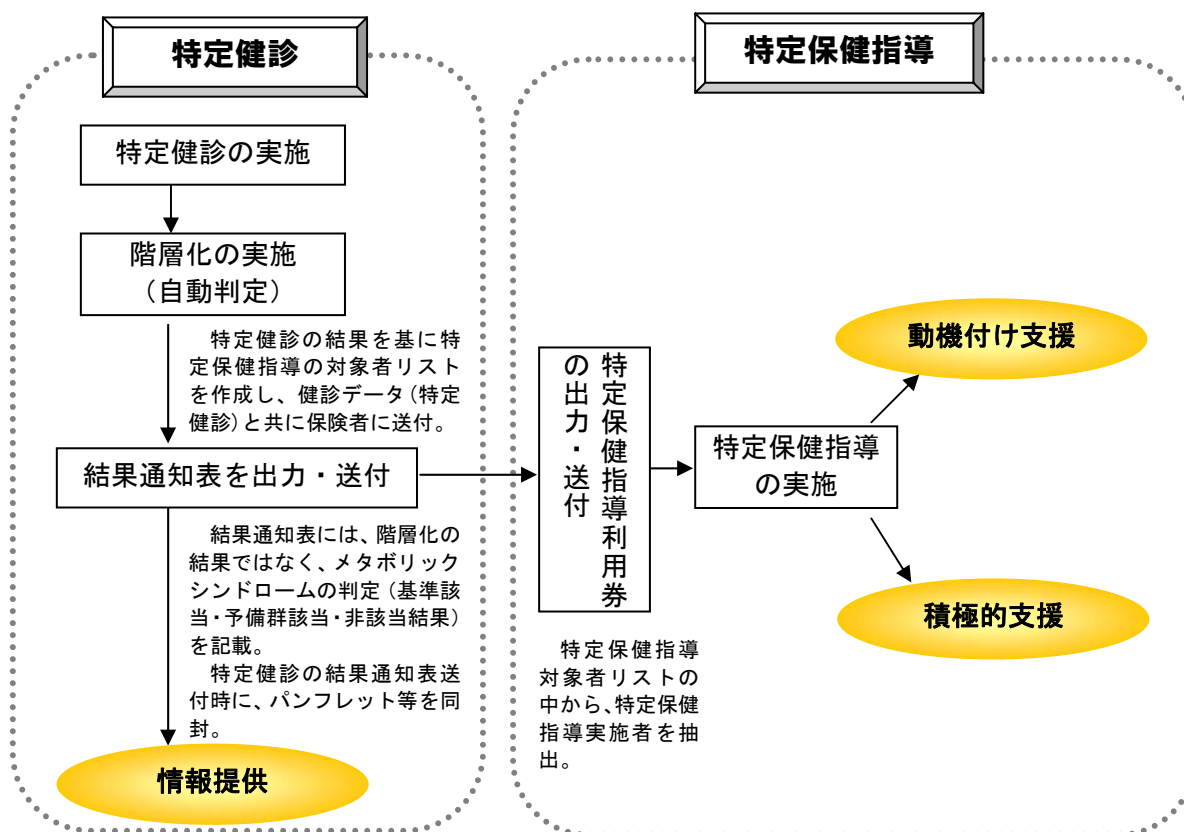 特定健診
特定健診の実施
階層化の実施
（自動判定）
特定健診の結果を基に特
定保健指導の対象者リスト
を作成し、健診データ（特定
健診）と共に保険者に送付。
結果通知表を出力・送付
結果通知表には、階層化の
結果ではなく、メタボリック
シンドロームの判定（基準該
当・予備群該当・非該当結果）
を記載。
特定健診の結果通知表送
付時に、パンフレット等を同
封。
情報提供
特定保健指導
特定保健指導利用券
の出力・送付
特定保健指導
対象者リストの
中から、特定保健
指導実施者を抽
出。
特定保健指導
の実施
動機付け支援
積極的支援